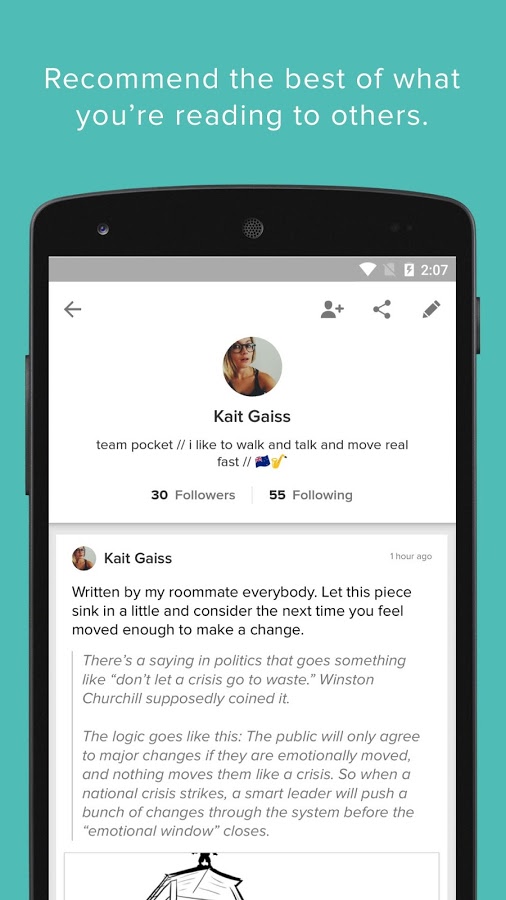 Recommend the best of what
you’re reading to others.
2:07
Kait Gaiss
team pocket // i like to walk and talk and move real
fast // 🇳🇿🎷
30 Followers 55 Following
Kait Gaiss
1 hour ago
Written by my roommate everybody. Let this piece
sink in a little and consider the next time you feel
moved enough to make a change.
There’s a saying in politics that goes something
like “don’t let a crisis go to waste.” Winston
Churchill supposedly coined it.
The logic goes like this: The public will only agree
to major changes if they are emotionally moved,
and nothing moves them like a crisis. So when a
national crisis strikes, a smart leader will push a
bunch of changes through the system before the
“emotional window” closes.